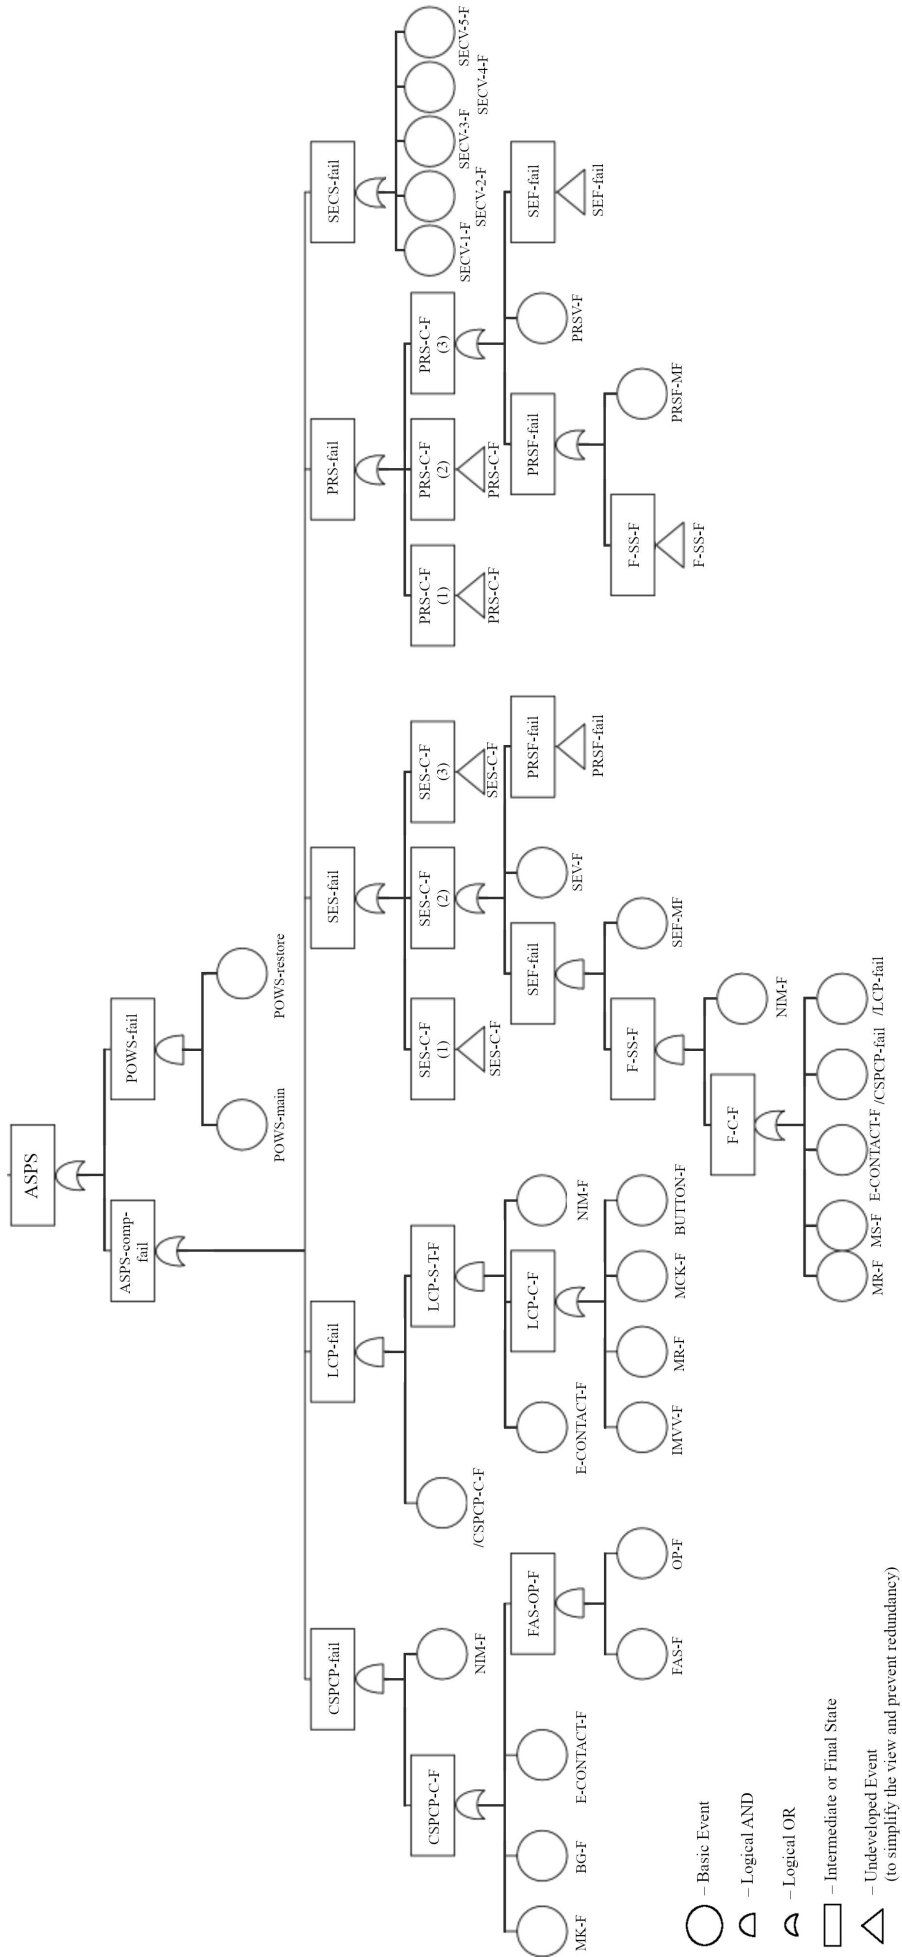 ASPS
ASPS-comp-
fail
POWS-fail
POWS-main
POWS-restore
CSPCP-fail
LCP-fail
SES-fail
PRS-fail
SECS-fail
CSPCP-C-F
NIM-F
/CSPCP-C-F
LCP-S-T-F
SES-C-F
(1)
SES-C-F
SES-C-F
(2)
SES-C-F
(3)
SES-C-F
PRS-C-F
(1)
PRS-C-F
PRS-C-F
(2)
PRS-C-F
PRS-C-F
(3)
SECV-1-F
SECV-2-F
SECV-3-F
SECV-4-F
SECV-5-F
MK-F
BG-F
E-CONTACT-F
FAS-OP-F
E-CONTACT-F
LCP-C-F
NIM-F
SEF-fail
SEV-F
PRSF-fail
PRSF-fail
PRSF-fail
PRSV-F
SEF-fail
SEF-fail
FAS-F
OP-F
IMVV-F
MR-F
MCK-F
BUTTON-F
F-SS-F
SEF-MF
F-SS-F
F-SS-F
PRSF-MF
F-C-F
NIM-F
MR-F
MS-F
E-CONTACT-F
/CSPCP-fail
/LCP-fail
– Basic Event
– Logical AND
– Logical OR
– Intermediate or Final State
– Undeveloped Event
(to simplify the view and prevent redundancy)